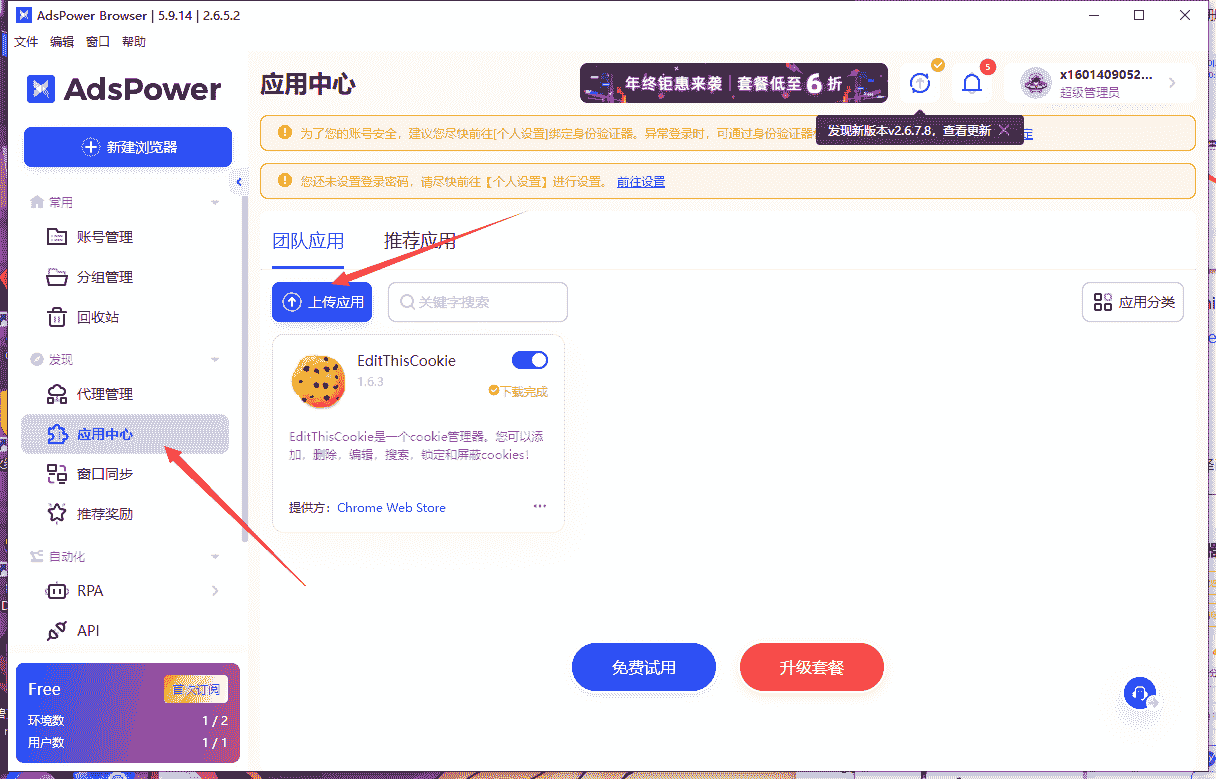 AdsPower Browser | 5.9.14 | 2.6.5.2
文件 编辑 窗口 帮助
AdsPower
应用中心
年终钜惠来袹 | 套餐低至 6 折
5
x1601409052...
超级管理员
新建浏览器
为了您的账号安全，建议您尽快前往[个人设置]绑定身份验证器。异常登录时，可通过身份验证器
发现新版本v2.6.7.8，查看更新
您还未设置登录密码，请尽快前往【个人设置】进行设置。 前往设置
常用
账号管理
分组管理
回收站
发现
代理管理
应用中心
窗口同步
推荐奖励
自动化
RPA
API
团队应用 推荐应用
上传应用
关键字搜索
应用分类
EditThisCookie
1.6.3
下载完成
EditThisCookie是一个cookie管理器。您可以添
加，删除，编辑，搜索，锁定和屏蔽cookies！
提供方： Chrome Web Store
免费试用
升级套餐
Free
首次订阅
环境数 1 / 2
用户数 1 / 1